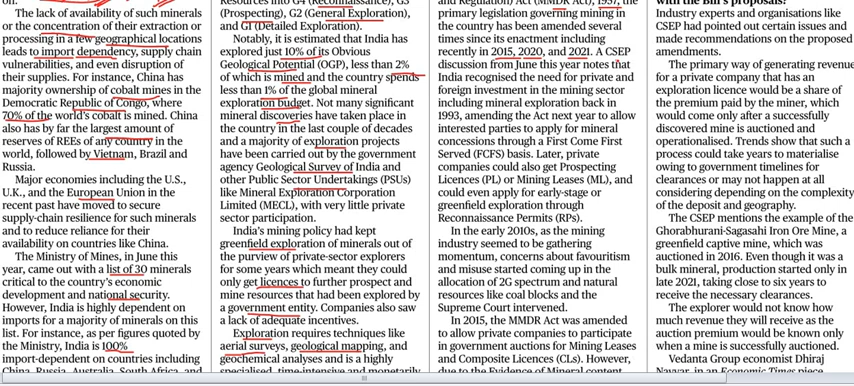 on.
The lack of availability of such minerals
or the concentration of their extraction or
processing in a few geographical locations
leads to import dependency, supply chain
vulnerabilities, and even disruption of
their supplies. For instance, China has
majority ownership of cobalt mines in the
Democratic Republic of Congo, where
70% of the world's cobalt is mined. China
also has by far the largest amount of
reserves of REEs of any country in the
world, followed by Vietnam, Brazil and
Russia.
Major economies including the U.S.,
U.K., and the European Union in the
recent past have moved to secure
supply-chain resilience for such minerals
and to reduce reliance for their
availability on countries like China.
The Ministry of Mines, in June this
year, came out with a list of 30 minerals
critical to the country's economic
development and national security.
However, India is highly dependent on
imports for a majority of minerals on this
list. For instance, as per figures quoted by
the Ministry, India is 100%
import-dependent on countries including
China, Russia, Australia, South Africa, and
Resources into G4 (Reconnaissance), G3
(Prospecting), G2 (General Exploration),
and G1 (Detailed Exploration).
Notably, it is estimated that India has
explored just 10% of its Obvious
Geological Potential (OGP), less than 2%
of which is mined and the country spends
less than 1% of the global mineral
exploration budget. Not many significant
mineral discoveries have taken place in
the country in the last couple of decades
and a majority of exploration projects
have been carried out by the government
agency Geological Survey of India and
other Public Sector Undertakings (PSUs)
like Mineral Exploration Corporation
Limited (MECL), with very little private
sector participation.
India's mining policy had kept
greenfield exploration of minerals out of
the purview of private-sector explorers
for some years which meant they could
only get licences to further prospect and
mine resources that had been explored by
a government entity. Companies also saw
a lack of adequate incentives.
Exploration requires techniques like
aerial surveys, geological mapping, and
geochemical analyses and is a highly
specialised, time-intensive and monetarily
and Regulation) Act (MMDR Act), 1957, the
primary legislation governing mining in
the country has been amended several
times since its enactment including
recently in 2015, 2020, and 2021. A CSEP
discussion from June this year notes that
India recognised the need for private and
foreign investment in the mining sector
including mineral exploration back in
1993, amending the Act next year to allow
interested parties to apply for mineral
concessions through a First Come First
Served (FCFS) basis. Later, private
companies could also get Prospecting
Licences (PL) or Mining Leases (ML), and
could even apply for early-stage or
greenfield exploration through
Reconnaissance Permits (RPs).
In the early 2010s, as the mining
industry seemed to be gathering
momentum, concerns about favouritism
and misuse started coming up in the
allocation of 2G spectrum and natural
resources like coal blocks and the
Supreme Court intervened.
In 2015, the MMDR Act was amended
to allow private companies to participate
in government auctions for Mining Leases
and Composite Licences (CLs). However,
due to the Evidence of Mineral content
with the Bill's proposals?
Industry experts and organisations like
CSEP had pointed out certain issues and
made recommendations on the proposed
amendments.
The primary way of generating revenue
for a private company that has an
exploration licence would be a share of
the premium paid by the miner, which
would come only after a successfully
discovered mine is auctioned and
operationalised. Trends show that such a
process could take years to materialise
owing to government timelines for
clearances or may not happen at all
considering depending on the complexity
of the deposit and geography.
The CSEP mentions the example of the
Ghorabhurani-Sagasahi Iron Ore Mine, a
greenfield captive mine, which was
auctioned in 2016. Even though it was a
bulk mineral, production started only in
late 2021, taking close to six years to
receive the necessary clearances.
The explorer would not know how
much revenue they will receive as the
auction premium would be known only
when a mine is successfully auctioned.
Vedanta Group economist Dhiraj
Nayyar, in an Economic Times piece